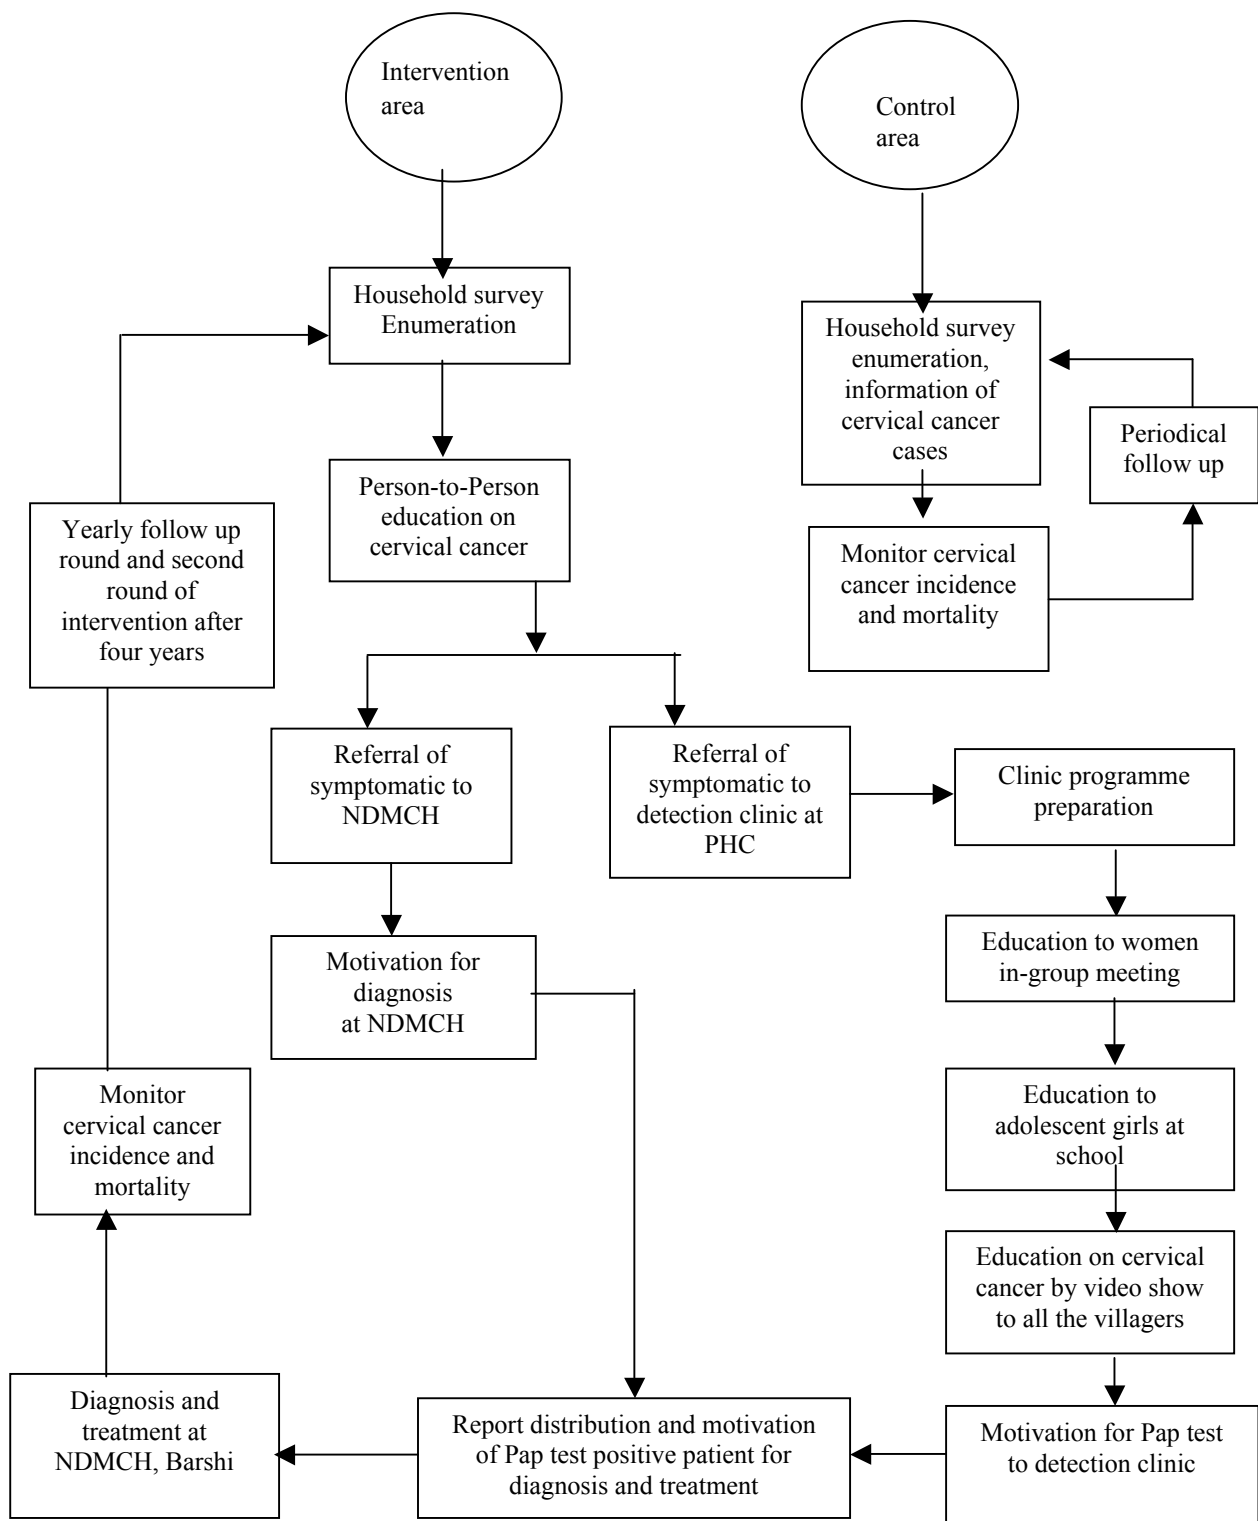 Intervention
area
Control
area
Household survey
Enumeration
Household survey
enumeration,
information of
cervical cancer
cases
Periodical
follow up
Person-to-Person
education on
cervical cancer
Yearly follow up
round and second
round of
intervention after
four years
Monitor cervical
cancer incidence
and mortality
Referral of
symptomatic to
NDMCH
Referral of
symptomatic to
detection clinic at
PHC
Clinic programme
preparation
Motivation for
diagnosis
at NDMCH
Education to women
in-group meeting
Monitor
cervical cancer
incidence and
mortality
Education to
adolescent girls at
school
Education on cervical
cancer by video show
to all the villagers
Diagnosis and
treatment at
NDMCH, Barshi
Report distribution and motivation
of Pap test positive patient for
diagnosis and treatment
Motivation for Pap test
to detection clinic